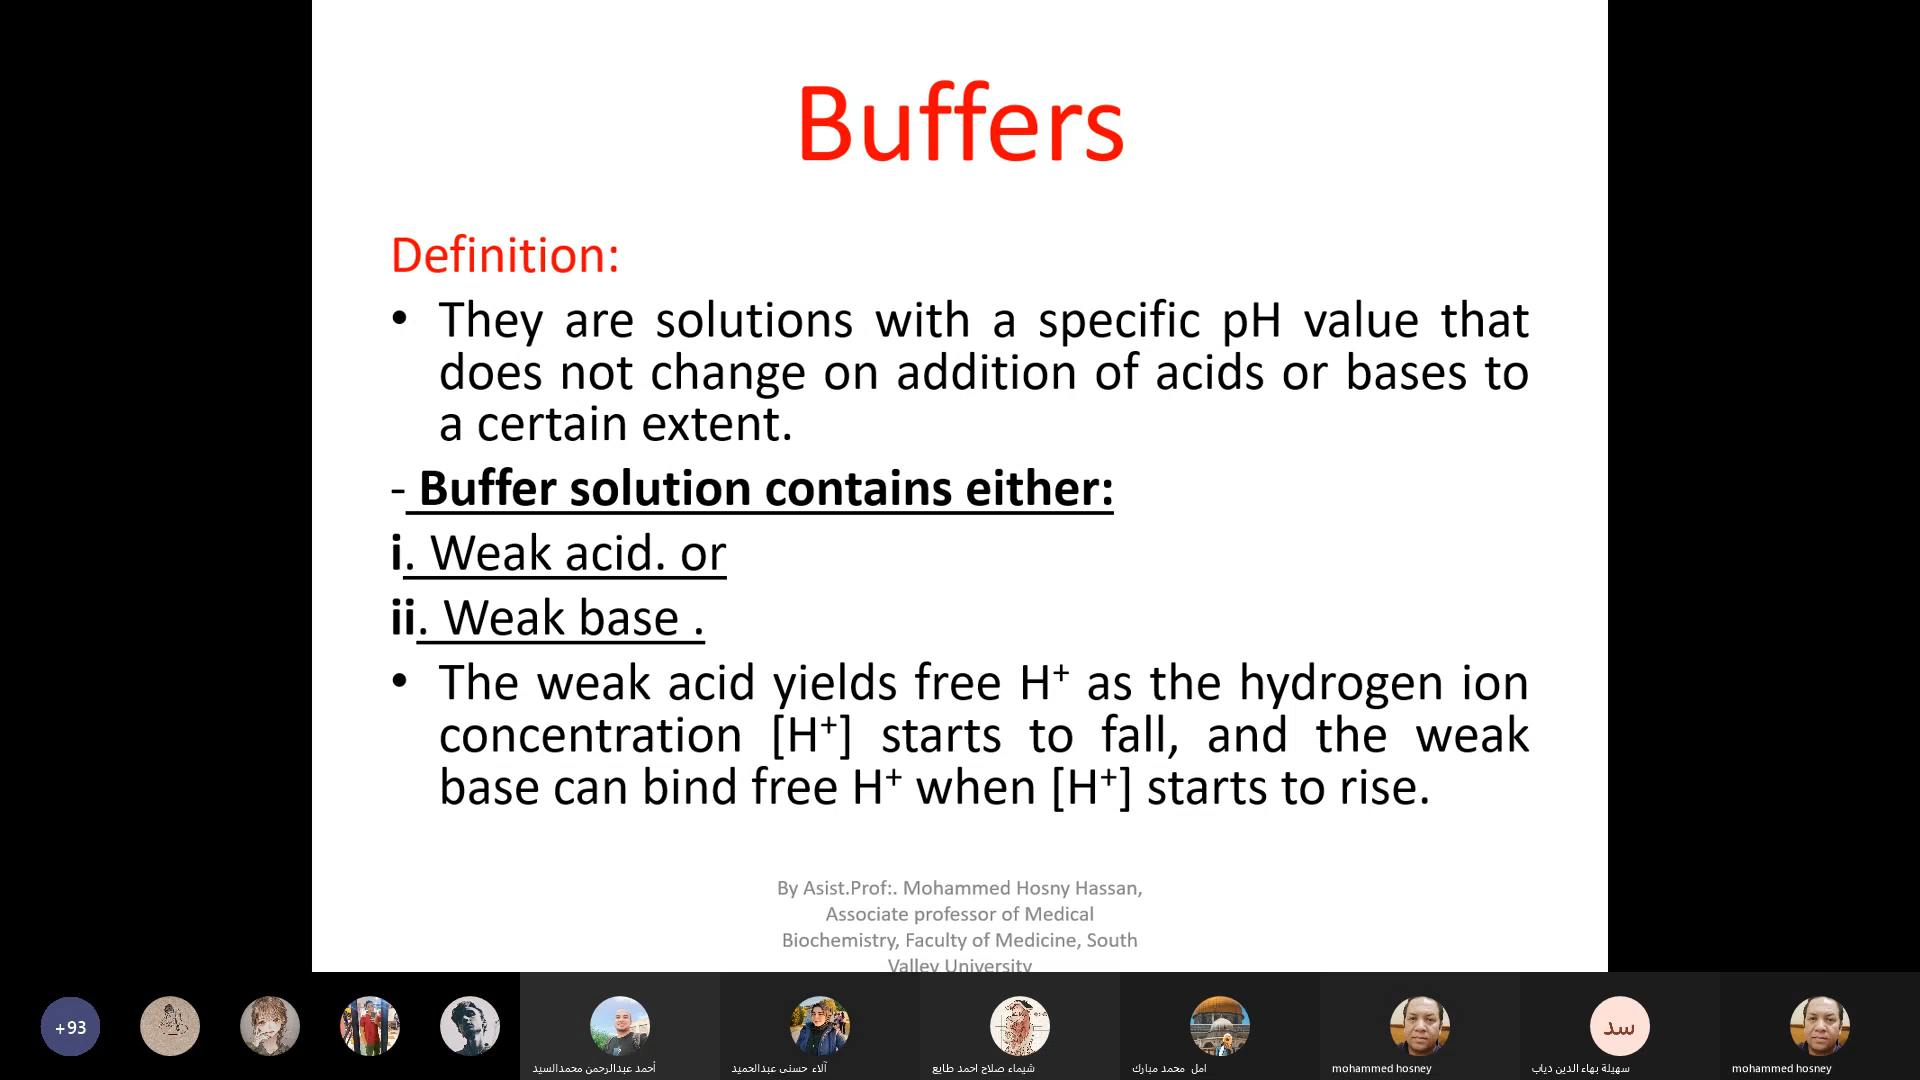 Buffers
Definition:
• They are solutions with a specific pH value that
does not change on addition of acids or bases to
a certain extent.
- Buffer solution contains either:
i. Weak acid. or
ii. Weak base .
• The weak acid yields free H⁺ as the hydrogen ion
concentration [H⁺] starts to fall, and the weak
base can bind free H⁺ when [H⁺] starts to rise.
By Asist.Prof:. Mohammed Hosny Hassan,
Associate professor of Medical
Biochemistry, Faculty of Medicine, South
Valley University
+93
سد
أحمد عبدالرحمن محمدالسيد
آلاء حسنى عبدالحميد
شيماء صلاح احمد طايع
امل محمد مبارك
mohammed hosney
سهيلة بهاء الدين دياب
mohammed hosney